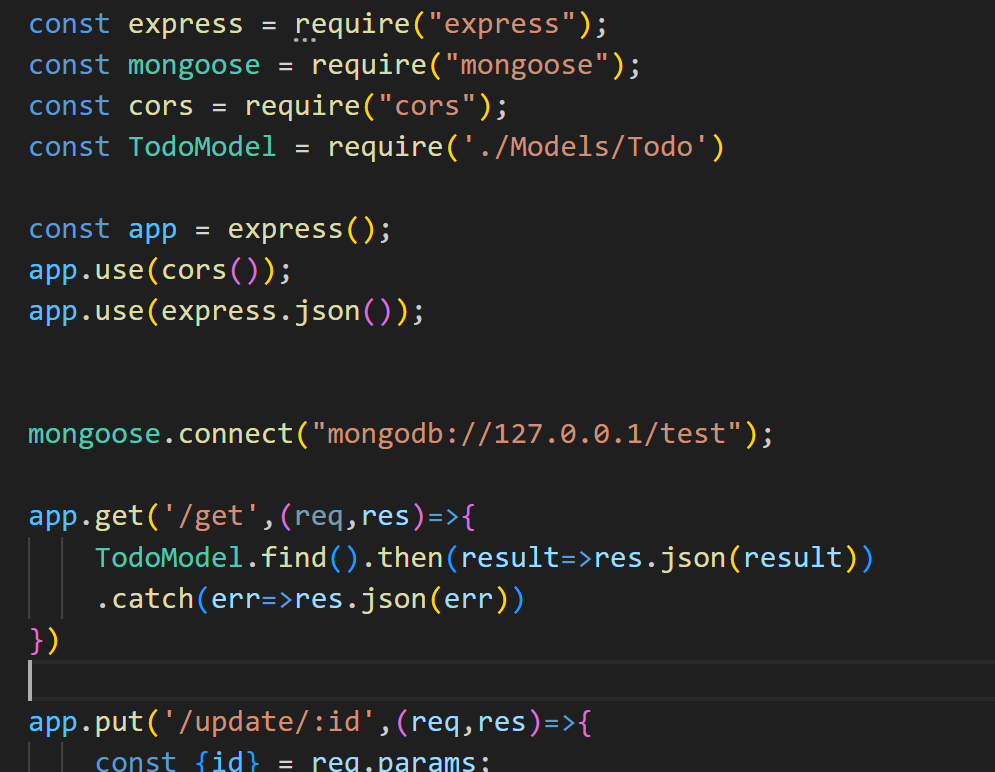 const express = require("express");
const mongoose = require("mongoose");
const cors = require("cors");
const TodoModel = require('./Models/Todo')
const app = express();
app.use(cors());
app.use(express.json());
mongoose.connect("mongodb://127.0.0.1/test");
app.get('/get',(req,res)=>{
    TodoModel.find().then(result=>res.json(result))
    .catch(err=>res.json(err))
})
app.put('/update/:id',(req,res)=>{
    const {id} = req.params;